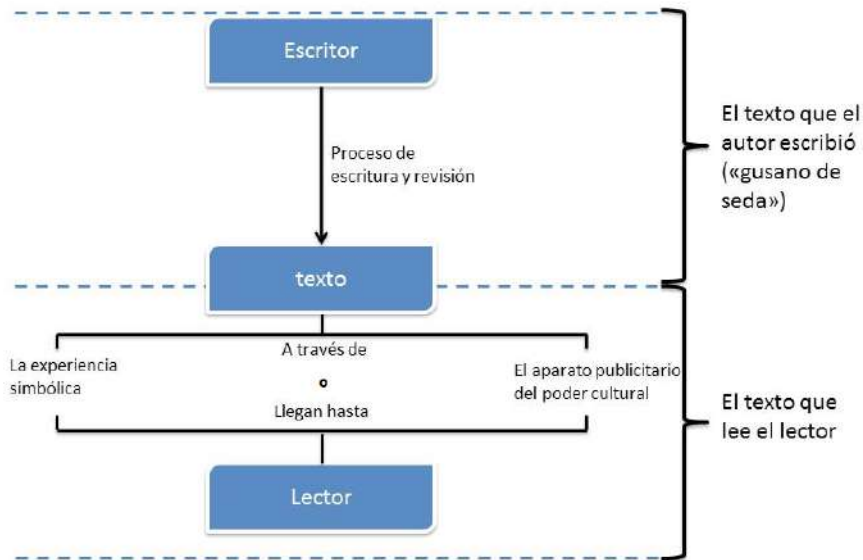 Escritor
Proceso de
escritura y revisión
El texto que el
autor escribió
(«gusano de
seda»)
texto
La experiencia
simbólica
A través de
o
Llegan hasta
El aparato publicitario
del poder cultural
El texto que
lee el lector
Lector